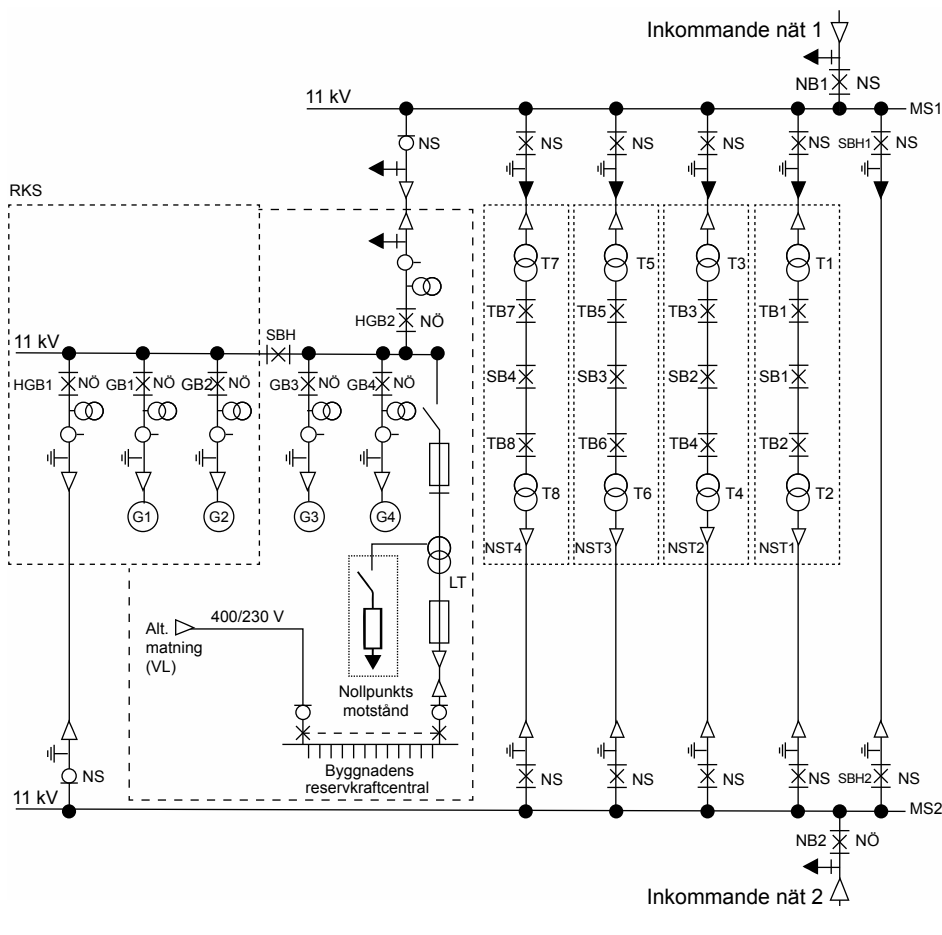 Inkommande nät 1
NB1 NS
11 kV
MS1
NS
NS
NS
NS
NS
SBH1 NS
RKS
T7
T5
T3
T1
HGB2 NÖ
TB7
TB5
TB3
TB1
11 kV
SBH
HGB1 NÖ
GB1 NÖ
GB2 NÖ
GB3 NÖ
GB4 NÖ
SB4
SB3
SB2
SB1
TB8
TB6
TB4
TB2
T8
T6
T4
T2
G1
G2
G3
G4
NST4
NST3
NST2
NST1
LT
400/230 V
Alt.
matning
(VL)
Nollpunkts
motstånd
Byggnadens
reservkraftcentral
NS
NS
NS
NS
NS
SBH2 NS
11 kV
MS2
NB2 NÖ
Inkommande nät 2